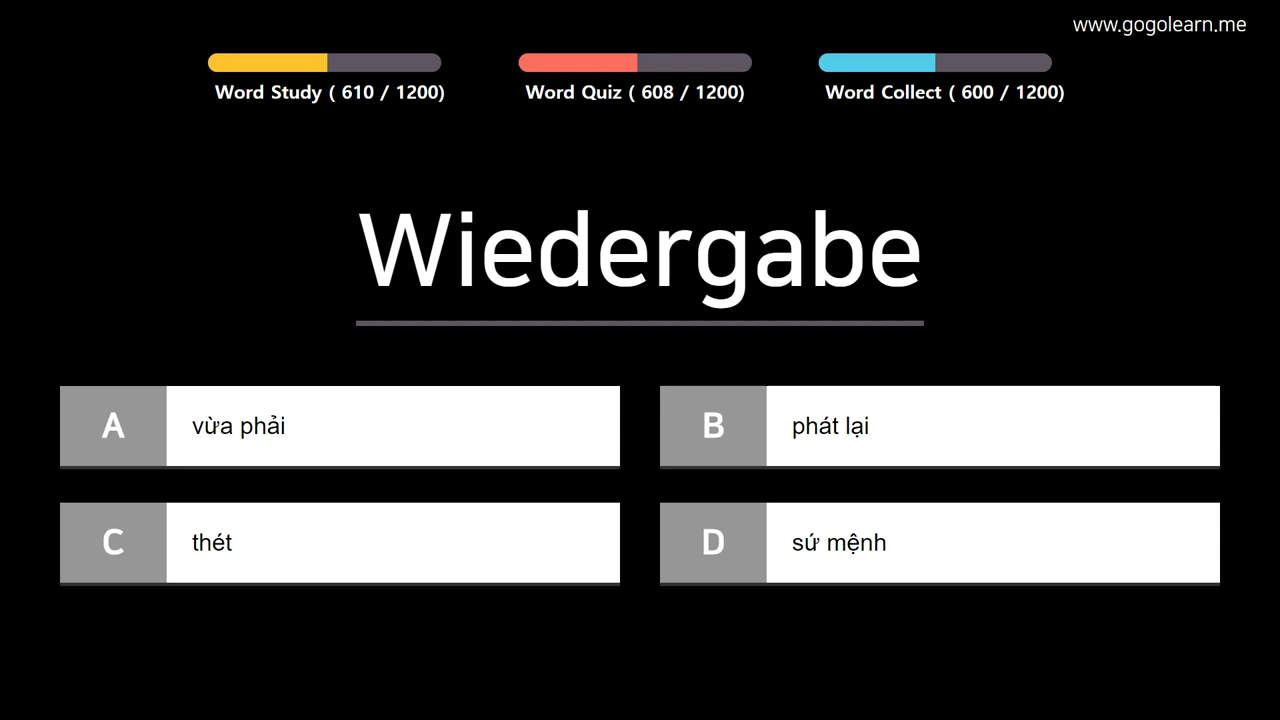 www.gogolearn.me
Word Study ( 610 / 1200)
Word Quiz ( 608 / 1200)
Word Collect ( 600 / 1200)
Wiedergabe
A vừa phải
B phát lại
C thét
D sứ mệnh